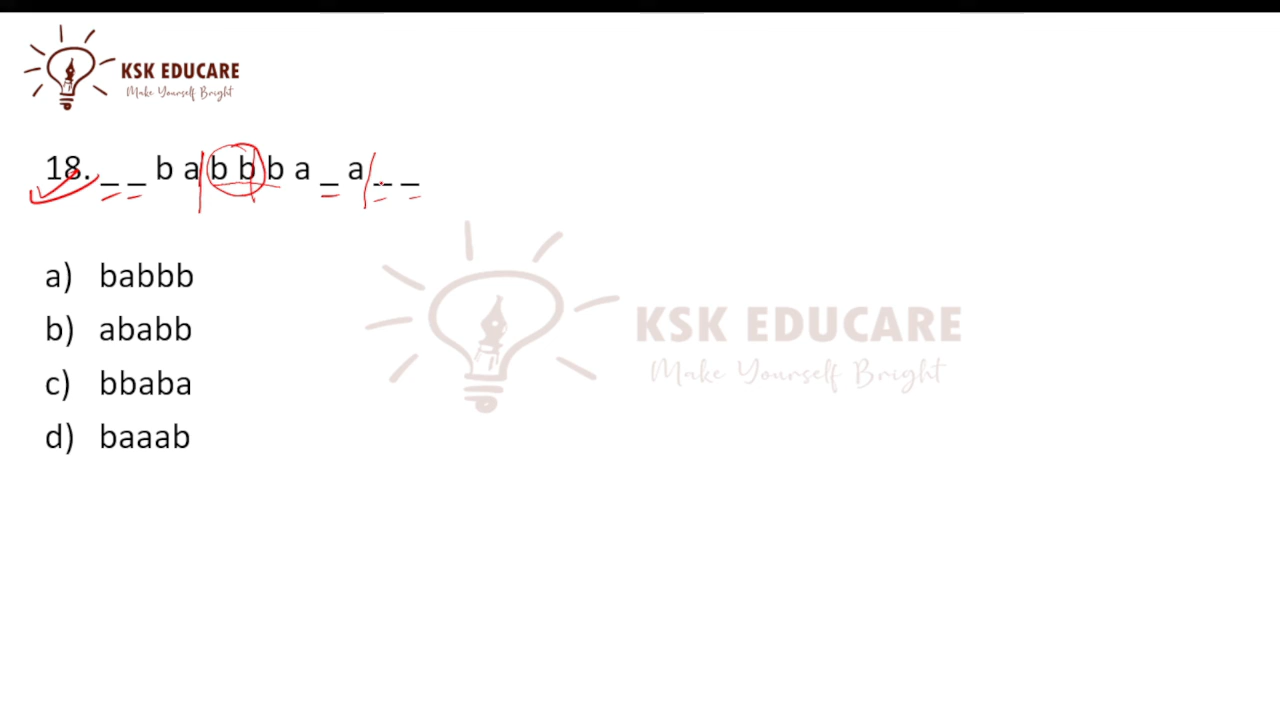 KSK EDUCARE
Make Yourself Bright
18. _ _ b a b b b a _ a _ _
a) babbb
b) ababb
c) bbaba
d) baaab
KSK EDUCARE
Make Yourself Bright